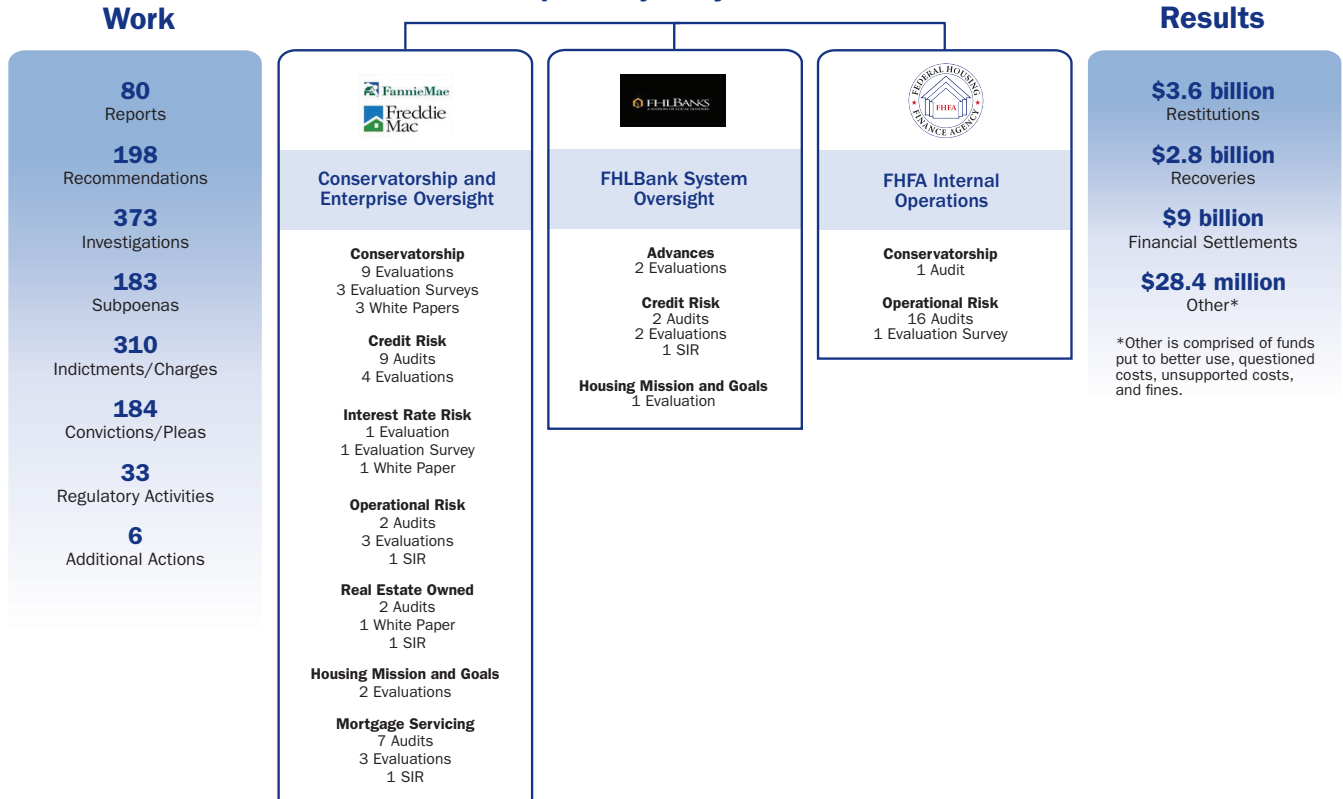 Work
80
Reports
198
Recommendations
373
Investigations
183
Subpoenas
310
Indictments/Charges
184
Convictions/Pleas
33
Regulatory Activities
6
Additional Actions
FannieMae
Freddie
Mac
Conservatorship and
Enterprise Oversight
Conservatorship
9 Evaluations
3 Evaluation Surveys
3 White Papers
Credit Risk
9 Audits
4 Evaluations
Interest Rate Risk
1 Evaluation
1 Evaluation Survey
1 White Paper
Operational Risk
2 Audits
3 Evaluations
1 SIR
Real Estate Owned
2 Audits
1 White Paper
1 SIR
Housing Mission and Goals
2 Evaluations
Mortgage Servicing
7 Audits
3 Evaluations
1 SIR
FHLBANKS
FHLBank System
Oversight
Advances
2 Evaluations
Credit Risk
2 Audits
2 Evaluations
1 SIR
Housing Mission and Goals
1 Evaluation
FEDERAL HOUSING
FHFA
FINANCE AGENCY
FHFA Internal
Operations
Conservatorship
1 Audit
Operational Risk
16 Audits
1 Evaluation Survey
Results
$3.6 billion
Restitutions
$2.8 billion
Recoveries
$9 billion
Financial Settlements
$28.4 million
Other*
*Other is comprised of funds
put to better use, questioned
costs, unsupported costs,
and fines.